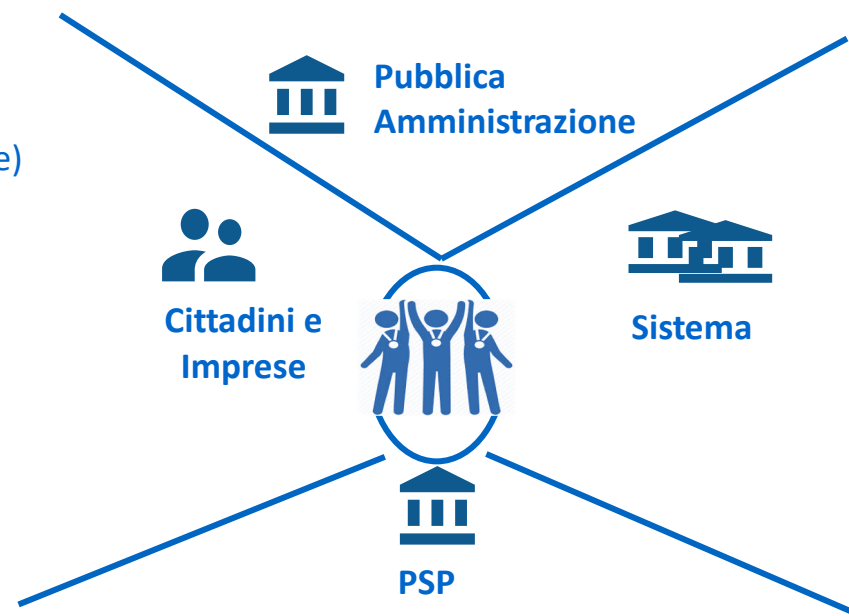 Pubblica
Amministrazione
e)
Cittadini e
Imprese
Sistema
PSP